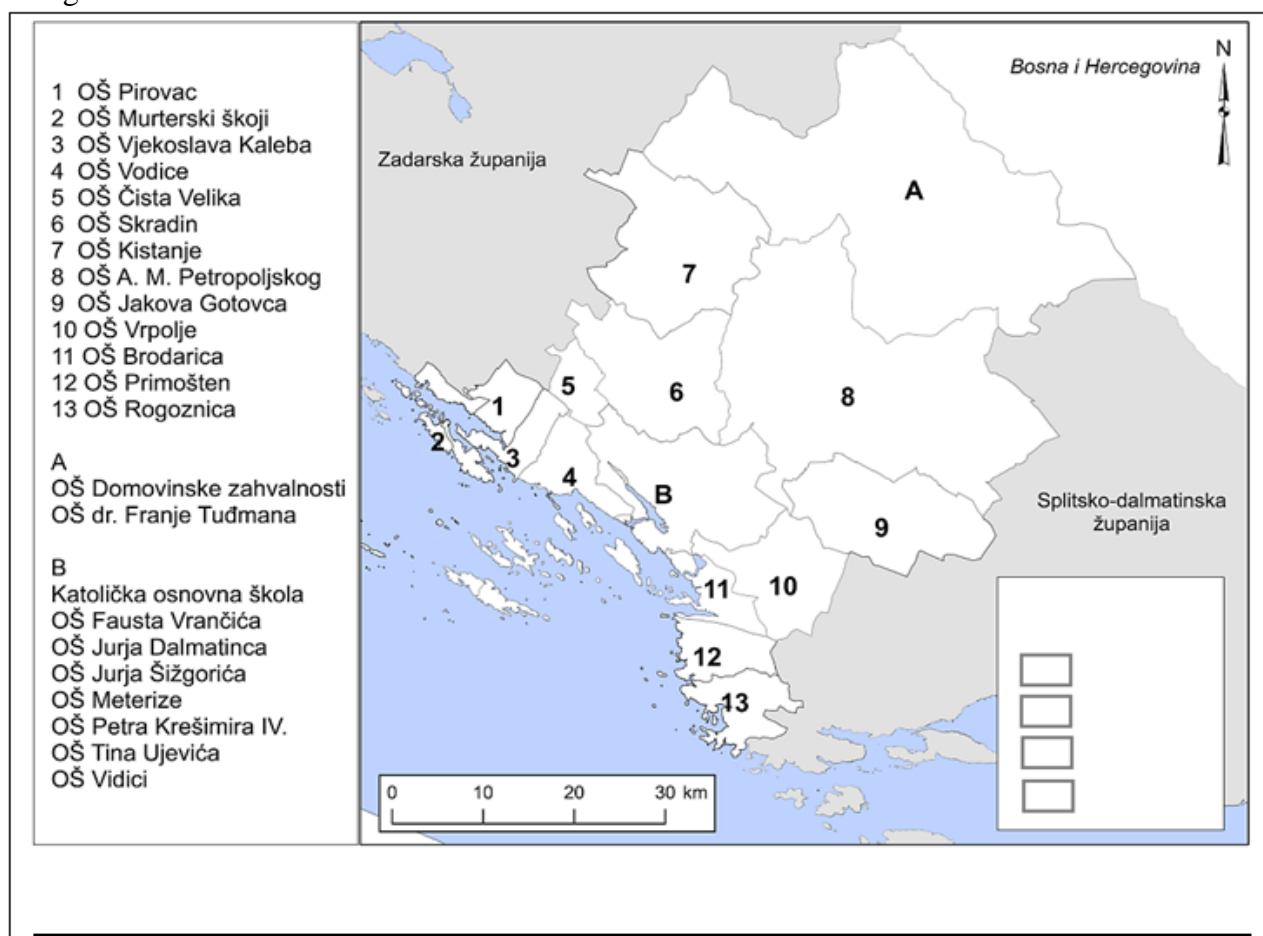 1 OŠ Pirovac
2 OŠ Murterski škoji
3 OŠ Vjekoslava Kaleba
4 OŠ Vodice
5 OŠ Čista Velika
6 OŠ Skradin
7 OŠ Kistanje
8 OŠ A. M. Petropoljskog
9 OŠ Jakova Gotovca
10 OŠ Vrpolje
11 OŠ Brodarica
12 OŠ Primošten
13 OŠ Rogoznica
A
OŠ Domovinske zahvalnosti
OŠ dr. Franje Tuđmana
B
Katolička osnovna škola
OŠ Fausta Vrančića
OŠ Jurja Dalmatinca
OŠ Jurja Šižgorića
OŠ Meterize
OŠ Petra Krešimira IV.
OŠ Tina Ujevića
OŠ Vidici
N
Bosna i Hercegovina
Zadarska županija
A
7
5
6
8
1
2
3
4
B
9
Splitsko-dalmatinska
županija
11
10
12
13
0 10 20 30 km